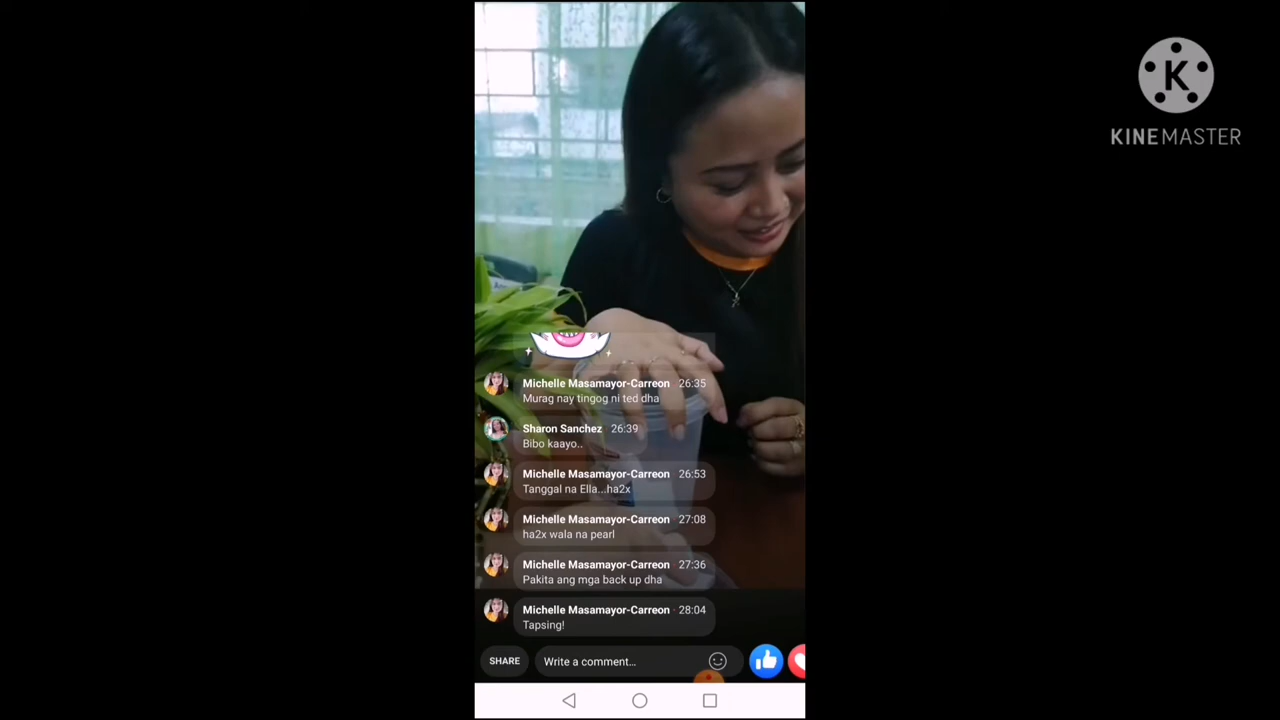 KINEMASTER
Michelle Masamayor-Carreon · 26:35
Murag nay tingog ni ted dha
Sharon Sanchez · 26:39
Bibo kaayo..
Michelle Masamayor-Carreon · 26:53
Tanggal na Ella...ha2x
Michelle Masamayor-Carreon · 27:08
ha2x wala na pearl
Michelle Masamayor-Carreon · 27:36
Pakita ang mga back up dha
Michelle Masamayor-Carreon · 28:04
Tapsing!
SHARE
Write a comment...